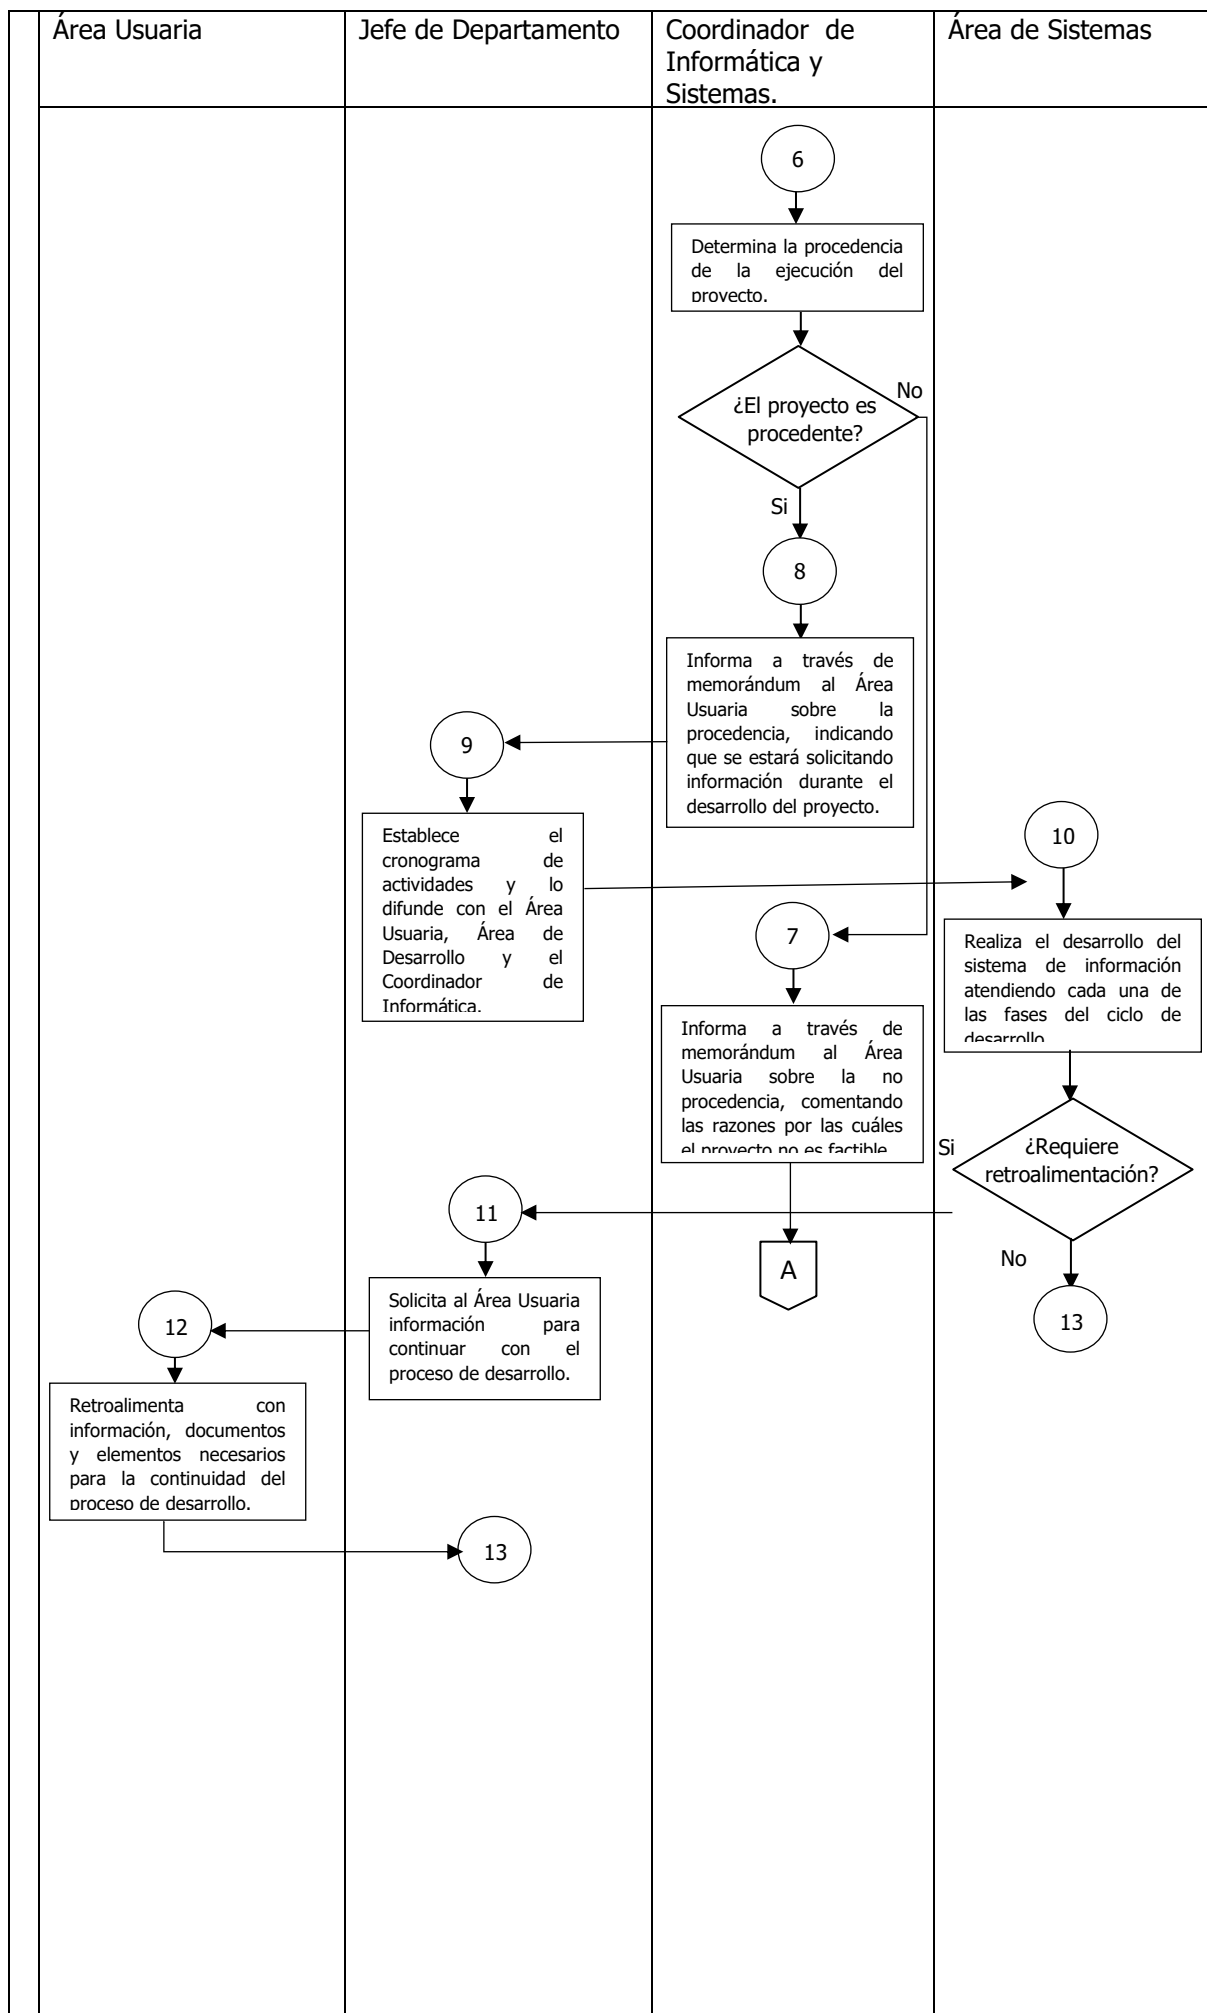 Área Usuaria
Jefe de Departamento
Coordinador de
Informática y
Sistemas.
Área de Sistemas
6
Determina la procedencia
de la ejecución del
proyecto.
¿El proyecto es
procedente?
No
Si
8
Informa a través de
memorándum al Área
Usuaria sobre la
procedencia, indicando
que se estará solicitando
información durante el
desarrollo del proyecto.
9
Establece el
cronograma de
actividades y lo
difunde con el Área
Usuaria, Área de
Desarrollo y el
Coordinador de
Informática.
10
Realiza el desarrollo del
sistema de información
atendiendo cada una de
las fases del ciclo de
desarrollo
7
Informa a través de
memorándum al Área
Usuaria sobre la no
procedencia, comentando
las razones por las cuáles
el proyecto no es factible
¿Requiere
retroalimentación?
Si
No
11
A
13
Solicita al Área Usuaria
información para
continuar con el
proceso de desarrollo.
12
Retroalimenta con
información, documentos
y elementos necesarios
para la continuidad del
proceso de desarrollo.
13